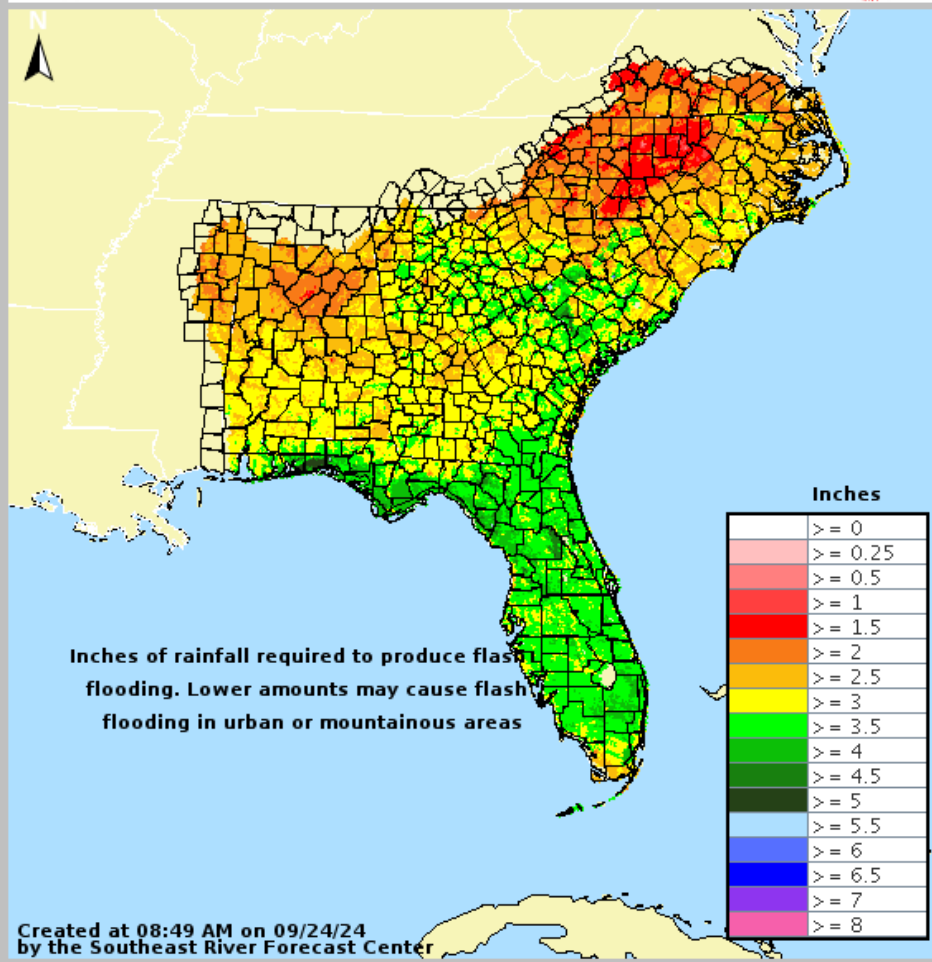 N
Inches
>= 0
>= 0.25
>= 0.5
>= 1
>= 1.5
>= 2
>= 2.5
>= 3
>= 3.5
>= 4
>= 4.5
>= 5
>= 5.5
>= 6
>= 6.5
>= 7
>= 8
Inches of rainfall required to produce flash
flooding. Lower amounts may cause flash
flooding in urban or mountainous areas
Created at 08:49 AM on 09/24/24
by the Southeast River Forecast Center